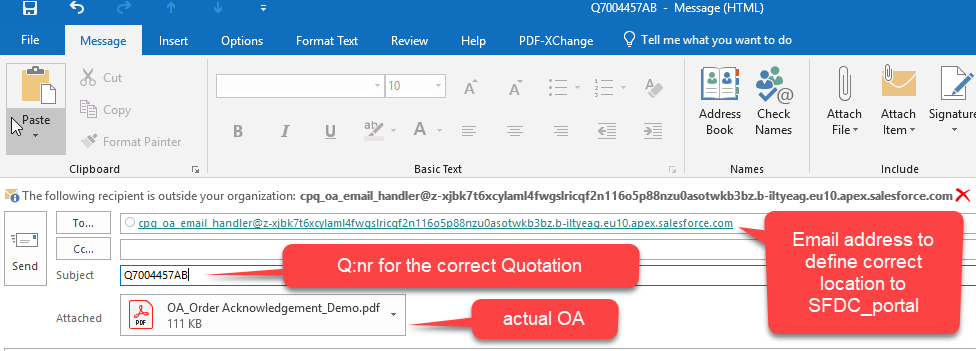 Q7004457AB - Message (HTML)
File Message Insert Options Format Text Review Help PDF-XChange Tell me what you want to do
Paste
Cut
Copy
Format Painter
Clipboard
10
A A
B I U ab A
Basic Text
Address Book
Check Names
Names
Attach File
Attach Item
Signature
Include
The following recipient is outside your organization: cpq_oa_email_handler@z-xjbk7t6xcylaml4fwgslricqf2n116o5p88nzu0asotwkb3bz.b-iltyeag.eu10.apex.salesforce.com
Send
To... cpq_oa_email_handler@z-xjbk7t6xcylaml4fwgslricqf2n116o5p88nzu0asotwkb3bz.b-iltyeag.eu10.apex.salesforce.com
Cc...
Subject Q7004457AB
Q:nr for the correct Quotation
Email address to
define correct
location to
SFDC_portal
Attached
PDF
OA_Order Acknowledgement_Demo.pdf
111 KB
actual OA